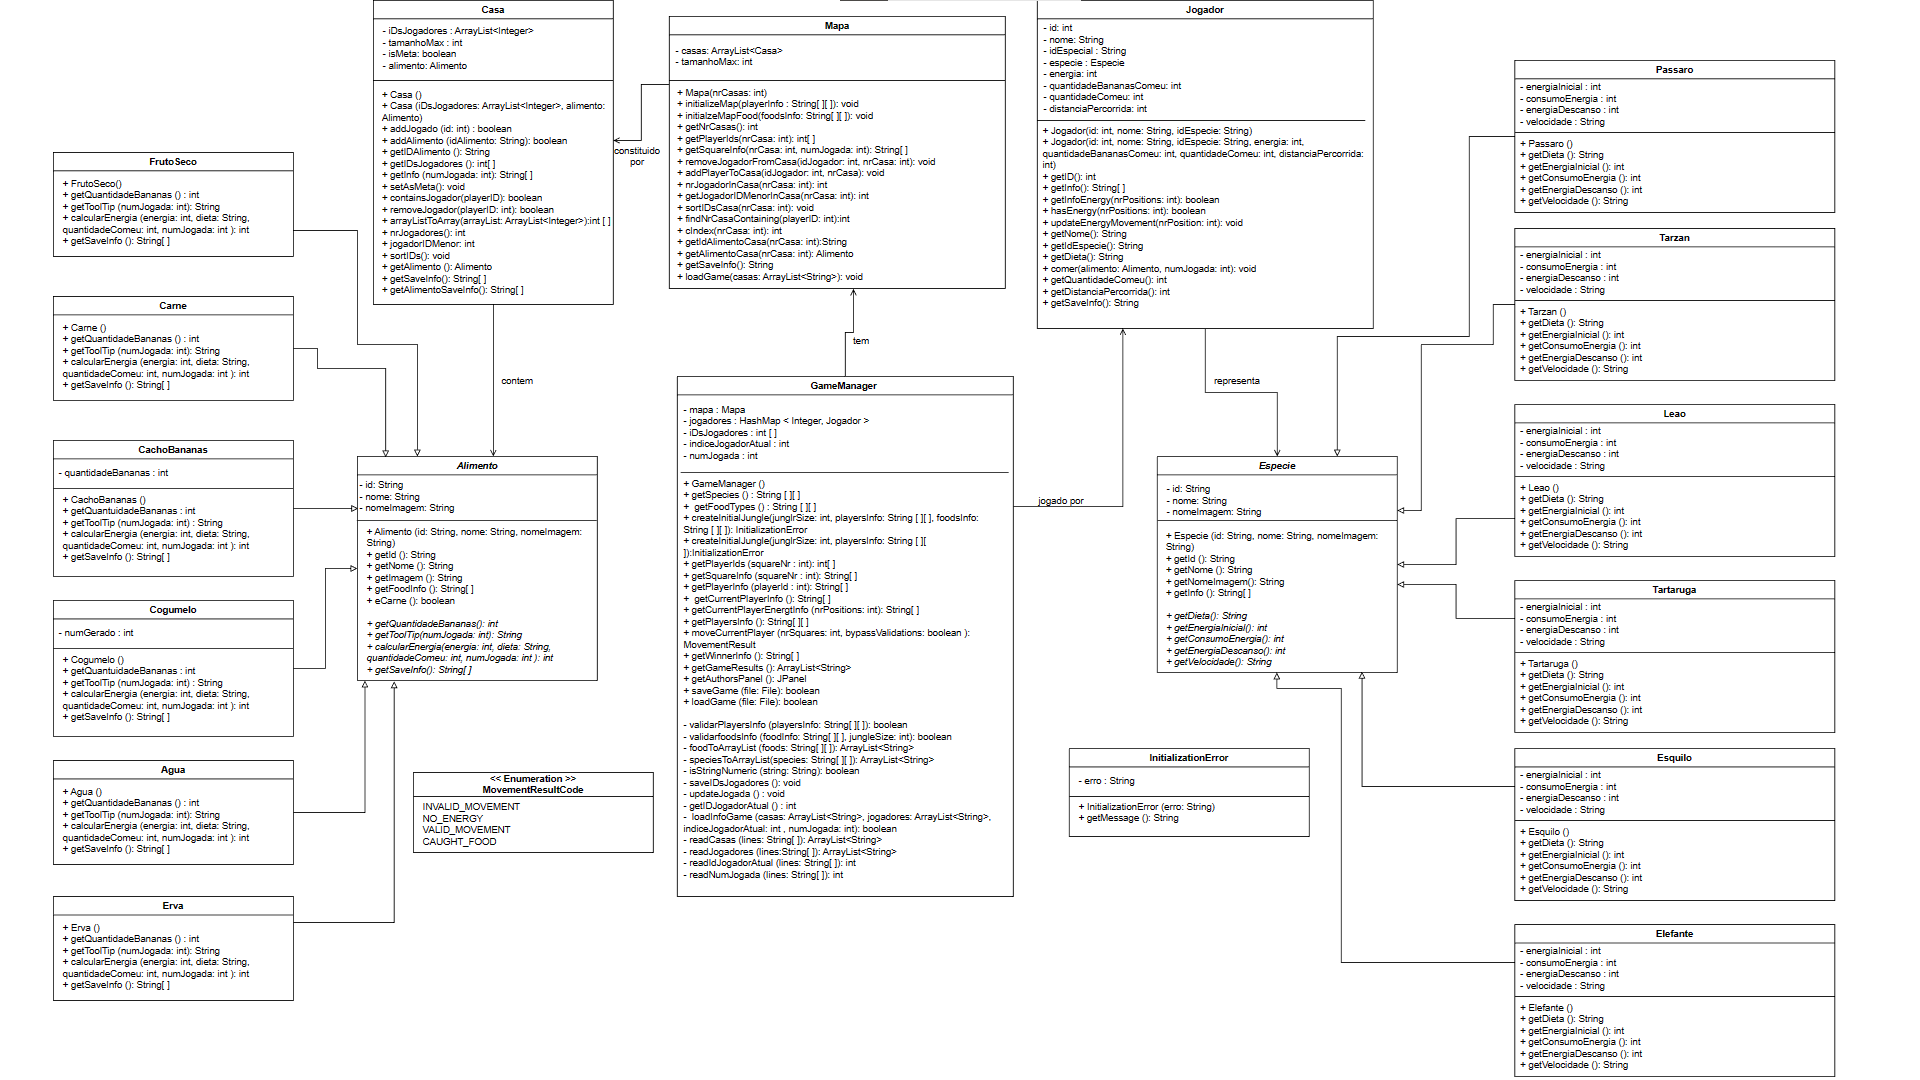 Casa
- iDsJogadores : ArrayList<Integer>
- tamanhoMax : int
- isMeta: boolean
- alimento: Alimento
+ Casa ()
+ Casa (iDsJogadores: ArrayList<Integer>, alimento:
Alimento)
+ addJogado (id: int) : boolean
+ addAlimento (idAlimento: String): boolean
+ getIDAlimento (): String
+ getIDsJogadores (): int[ ]
+ getInfo (numJogada: int): String[ ]
+ setAsMeta(): void
+ containsJogador(playerID): boolean
+ removeJogador(playerID: int): boolean
+ arrayListToArray(arrayList: ArrayList<Integer>):int [ ]
+ nrJogadores(): int
+ jogadorIDMenor: int
+ sortIDs(): void
+ getAlimento (): Alimento
+ getSaveInfo(): String[ ]
+ getAlimentoSaveInfo(): String[ ]
Mapa
- casas: ArrayList<Casa>
- tamanhoMax: int
+ Mapa(nrCasas: int)
+ initializeMap(playerInfo : String[ ][ ]): void
+ initialzeMapFood(foodsInfo: String[ ][ ]): void
+ getNrCasas(): int
+ getPlayerIds(nrCasa: int): int[ ]
+ getSquareInfo(nrCasa: int, numJogada: int): String[ ]
+ removeJogadorFromCasa(idJogador: int, nrCasa: int): void
+ addPlayerToCasa(idJogador: int, nrCasa): void
+ nrJogadorInCasa(nrCasa: int): int
+ getJogadorIDMenorInCasa(nrCasa: int): int
+ sortIDsCasa(nrCasa: int): void
+ findNrCasaContaining(playerID: int):int
+ cIndex(nrCasa: int): int
+ getIdAlimentoCasa(nrCasa: int):String
+ getAlimentoCasa(nrCasa: int): Alimento
+ getSaveInfo(): String
+ loadGame(casas: ArrayList<String>): void
Jogador
- id: int
- nome: String
- idEspecial : String
- especie : Especie
- energia: int
- quantidadeBananasComeu: int
- quantidadeComeu: int
- distanciaPercorrida: int
+ Jogador(id: int, nome: String, idEspecie: String)
+ Jogador(id: int, nome: String, idEspecie: String, energia: int,
quantidadeBananasComeu: int, quantidadeComeu: int, distanciaPercorrida:
int)
+ getID(): int
+ getInfo(): String[ ]
+ getInfoEnergy(nrPositions: int): boolean
+ hasEnergy(nrPositions: int): boolean
+ updateEnergyMovement(nrPosition: int): void
+ getNome(): String
+ getIdEspecie(): String
+ getDieta(): String
+ comer(alimento: Alimento, numJogada: int): void
+ getQuantidadeComeu(): int
+ getDistanciaPercorrida(): int
+ getSaveInfo(): String
constituido
por
tem
contem
representa
jogado por
FrutoSeco
+ FrutoSeco()
+ getQuantidadeBananas () : int
+ getToolTip (numJogada: int): String
+ calcularEnergia (energia: int, dieta: String,
quantidadeComeu: int, numJogada: int ): int
+ getSaveInfo (): String[ ]
Carne
+ Carne ()
+ getQuantidadeBananas () : int
+ getToolTip (numJogada: int): String
+ calcularEnergia (energia: int, dieta: String,
quantidadeComeu: int, numJogada: int ): int
+ getSaveInfo (): String[ ]
CachoBananas
- quantidadeBananas : int
+ CachoBananas ()
+ getQuantuidadeBananas : int
+ getToolTip (numJogada: int) : String
+ calcularEnergia (energia: int, dieta: String,
quantidadeComeu: int, numJogada: int ): int
+ getSaveInfo (): String[ ]
Cogumelo
- numGerado : int
+ Cogumelo ()
+ getQuantuidadeBananas : int
+ getToolTip (numJogada: int) : String
+ calcularEnergia (energia: int, dieta: String,
quantidadeComeu: int, numJogada: int ): int
+ getSaveInfo (): String[ ]
Agua
+ Agua ()
+ getQuantidadeBananas () : int
+ getToolTip (numJogada: int): String
+ calcularEnergia (energia: int, dieta: String,
quantidadeComeu: int, numJogada: int ): int
+ getSaveInfo (): String[ ]
Erva
+ Erva ()
+ getQuantidadeBananas () : int
+ getToolTip (numJogada: int): String
+ calcularEnergia (energia: int, dieta: String,
quantidadeComeu: int, numJogada: int ): int
+ getSaveInfo (): String[ ]
Alimento
- id: String
- nome: String
- nomeImagem: String
+ Alimento (id: String, nome: String, nomeImagem:
String)
+ getId (): String
+ getNome (): String
+ getImagem (): String
+ getFoodInfo (): String[ ]
+ eCarne (): boolean
+ getQuantidadeBananas(): int
+ getToolTip(numJogada: int): String
+ calcularEnergia(energia: int, dieta: String,
quantidadeComeu: int, numJogada: int ): int
+ getSaveInfo(): String[ ]
<< Enumeration >>
MovementResultCode
INVALID_MOVEMENT
NO_ENERGY
VALID_MOVEMENT
CAUGHT_FOOD
GameManager
- mapa : Mapa
- jogadores : HashMap < Integer, Jogador >
- iDsJogadores : int [ ]
- indiceJogadorAtual : int
- numJogada : int
+ GameManager ()
+ getSpecies () : String [ ][ ]
+ getFoodTypes () : String [ ][ ]
+ createInitialJungle(junglrSize: int, playersInfo: String [ ][ ], foodsInfo:
String [ ][ ]): InitializationError
+ createInitialJungle(junglrSize: int, playersInfo: String [ ][
]):InitializationError
+ getPlayerIds (squareNr : int): int[ ]
+ getSquareInfo (squareNr : int): String[ ]
+ getPlayerInfo (playerId : int): String[ ]
+ getCurrentPlayerInfo (): String[ ]
+ getCurrentPlayerEnergtInfo (nrPositions: int): String[ ]
+ getPlayersInfo (): String[ ][ ]
+ moveCurrentPlayer (nrSquares: int, bypassValidations: boolean ):
MovementResult
+ getWinnerInfo (): String[ ]
+ getGameResults (): ArrayList<String>
+ getAuthorsPanel (): JPanel
+ saveGame (file: File): boolean
+ loadGame (file: File): boolean
- validarPlayersInfo (playersInfo: String[ ][ ]): boolean
- validarfoodsInfo (foodInfo: String[ ][ ], jungleSize: int): boolean
- foodToArrayList (foods: String[ ][ ]): ArrayList<String>
- speciesToArrayList(species: String[ ][ ]): ArrayList<String>
- isStringNumeric (string: String): boolean
- saveIDsJogadores (): void
- updateJogada () : void
- getIDJogadorAtual () : int
- loadInfoGame (casas: ArrayList<String>, jogadores: ArrayList<String>,
indiceJogadorAtual: int , numJogada: int): boolean
- readCasas (lines: String[ ]): ArrayList<String>
- readJogadores (lines:String[ ]): ArrayList<String>
- readIdJogadorAtual (lines: String[ ]): int
- readNumJogada (lines: String[ ]): int
Especie
- id: String
- nome: String
- nomeImagem: String
+ Especie (id: String, nome: String, nomeImagem:
String)
+ getId (): String
+ getNome (): String
+ getNomeImagem(): String
+ getInfo (): String[ ]
+ getDieta(): String
+ getEnergiaInicial(): int
+ getConsumoEnergia (): int
+ getEnergiaDescanso(): int
+ getVelocidade(): String
InitializationError
- erro : String
+ InitializationError (erro: String)
+ getMessage (): String
Passaro
- energiaInicial : int
- consumoEnergia : int
- energiaDescanso : int
- velocidade : String
+ Passaro ()
+ getDieta (): String
+ getEnergiaInicial (): int
+ getConsumoEnergia (): int
+ getEnergiaDescanso (): int
+ getVelocidade (): String
Tarzan
- energiaInicial : int
- consumoEnergia : int
- energiaDescanso : int
- velocidade : String
+ Tarzan ()
+ getDieta (): String
+ getEnergiaInicial (): int
+ getConsumoEnergia (): int
+ getEnergiaDescanso (): int
+ getVelocidade (): String
Leao
- energiaInicial : int
- consumoEnergia : int
- energiaDescanso : int
- velocidade : String
+ Leao ()
+ getDieta (): String
+ getEnergiaInicial (): int
+ getConsumoEnergia (): int
+ getEnergiaDescanso (): int
+ getVelocidade (): String
Tartaruga
- energiaInicial : int
- consumoEnergia : int
- energiaDescanso : int
- velocidade : String
+ Tartaruga ()
+ getDieta (): String
+ getEnergiaInicial (): int
+ getConsumoEnergia (): int
+ getEnergiaDescanso (): int
+ getVelocidade (): String
Esquilo
- energiaInicial : int
- consumoEnergia : int
- energiaDescanso : int
- velocidade : String
+ Esquilo ()
+ getDieta (): String
+ getEnergiaInicial (): int
+ getConsumoEnergia (): int
+ getEnergiaDescanso (): int
+ getVelocidade (): String
Elefante
- energiaInicial : int
- consumoEnergia : int
- energiaDescanso : int
- velocidade : String
+ Elefante ()
+ getDieta (): String
+ getEnergiaInicial (): int
+ getConsumoEnergia (): int
+ getEnergiaDescanso (): int
+ getVelocidade (): String